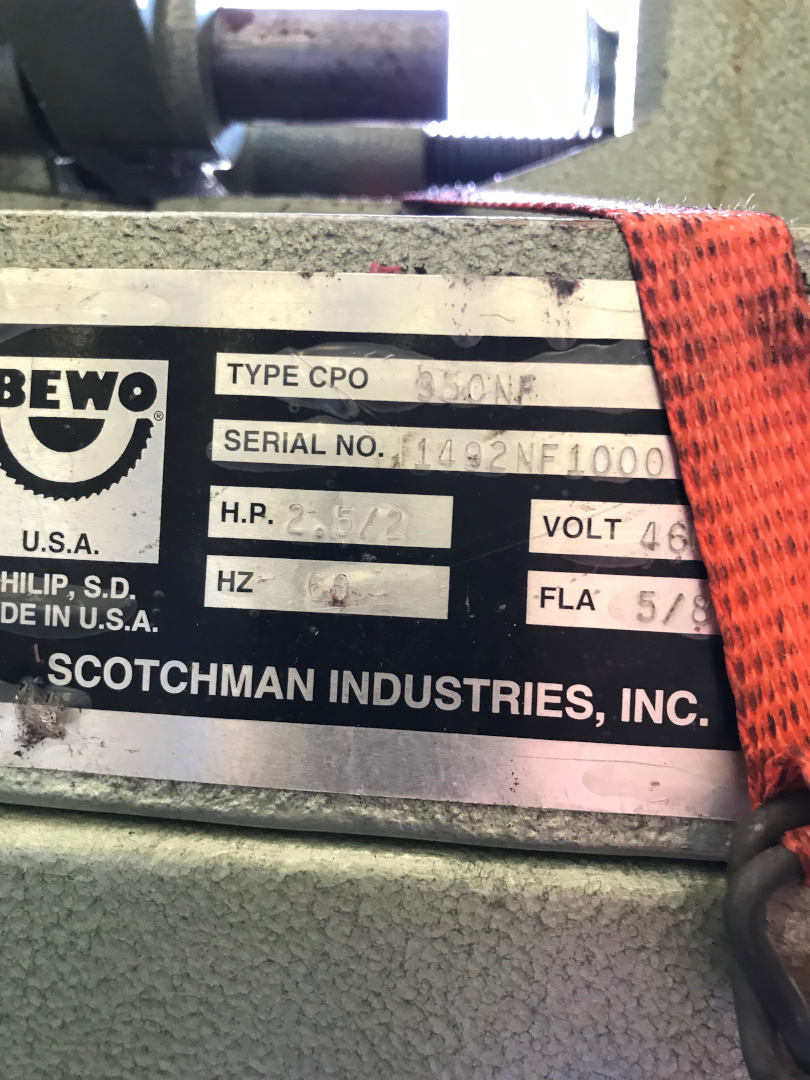 BEWO®
U.S.A.
HILIP, S.D.
DE IN U.S.A.
TYPE CPO 350NF
SERIAL NO. 1492NF1000
H.P. 2.5/2
VOLT 46
HZ 60
FLA 5/8
SCOTCHMAN INDUSTRIES, INC.